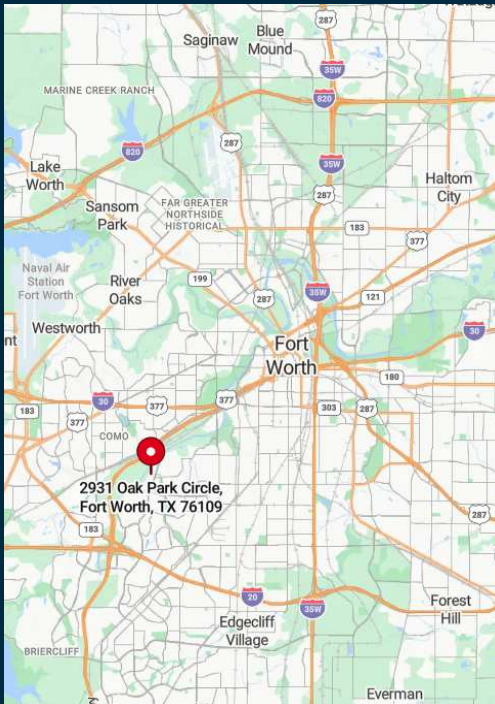 Blue
Mound
Saginaw
287
35W
MARINE CREEK RANCH
820
820
287
35W
Lake
Worth
287
Haltom
City
Sansom
Park
FAR GREATER
NORTHSIDE
HISTORICAL
183
377
Naval Air
Station
Fort Worth
River
Oaks
199
287
35W
121
Westworth
30
Fort
Worth
180
30
377
377
303
287
183
377
COMO
2931 Oak Park Circle,
Fort Worth, TX 76109
183
287
20
35W
Forest
Hill
Edgecliff
Village
BRIERCLIFF
Everman